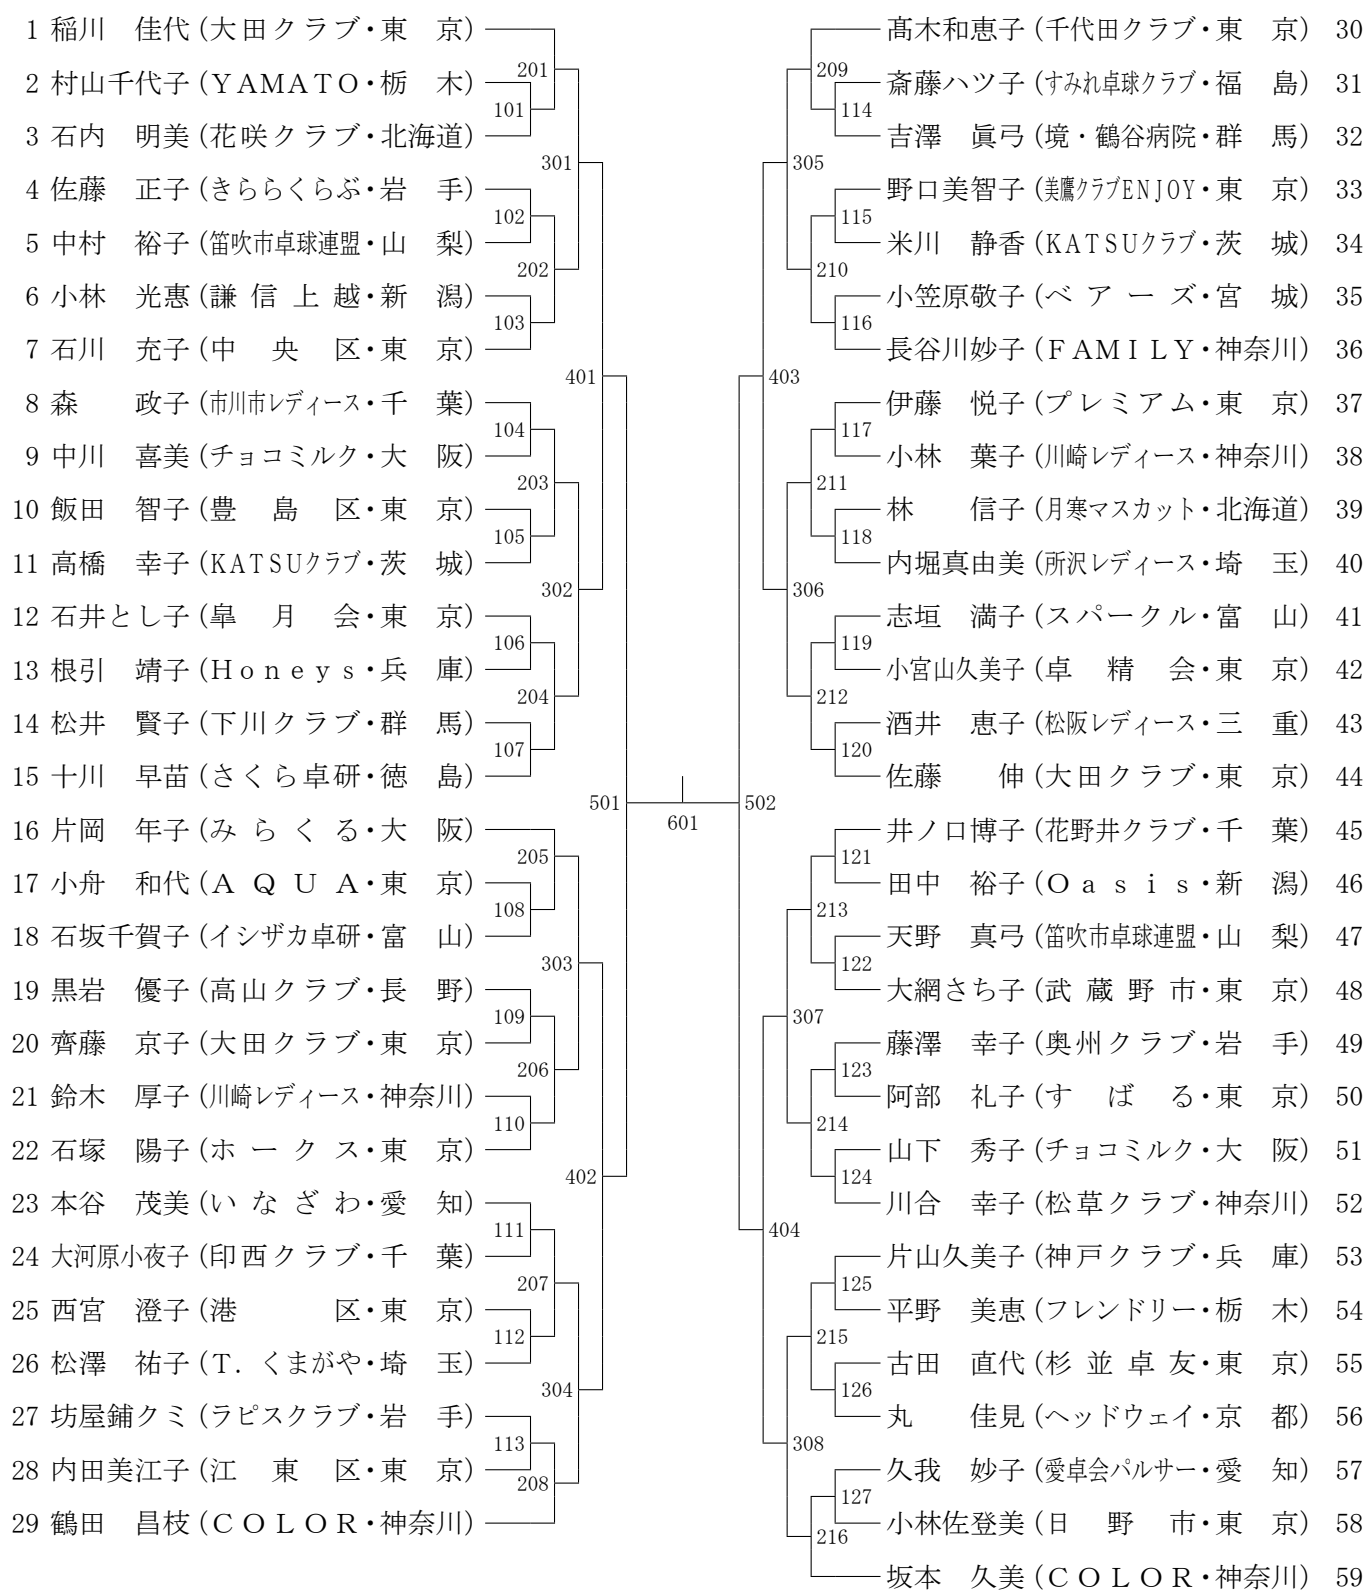 1 稲川　佳代 (大田クラブ・東　京)
2 村山千代子 (ＹＡＭＡＴＯ・栃　木)
3 石内　明美 (花咲クラブ・北海道)
4 佐藤　正子 (きららくらぶ・岩　手)
5 中村　裕子 (笛吹市卓球連盟・山　梨)
6 小林　光惠 (謙 信 上 越・新　潟)
7 石川　充子 (中　央　区・東　京)
8 森　　政子 (市川市レディース・千　葉)
9 中川　喜美 (チョコミルク・大　阪)
10 飯田　智子 (豊　島　区・東　京)
11 高橋　幸子 (KATSUクラブ・茨　城)
12 石井とし子 (皐　月　会・東　京)
13 根引　靖子 (Ｈｏｎｅｙｓ・兵　庫)
14 松井　賢子 (下川クラブ・群　馬)
15 十川　早苗 (さくら卓研・徳　島)
16 片岡　年子 (み ら く る・大　阪)
17 小舟　和代 (Ａ Ｑ Ｕ Ａ・東　京)
18 石坂千賀子 (イシザカ卓研・富　山)
19 黒岩　優子 (高山クラブ・長　野)
20 齊藤　京子 (大田クラブ・東　京)
21 鈴木　厚子 (川崎レディース・神奈川)
22 石塚　陽子 (ホ ー ク ス・東　京)
23 本谷　茂美 (い な ざ わ・愛　知)
24 大河原小夜子 (印西クラブ・千　葉)
25 西宮　澄子 (港　　　区・東　京)
26 松澤　祐子 (Ｔ．くまがや・埼　玉)
27 坊屋鋪クミ (ラピスクラブ・岩　手)
28 内田美江子 (江　東　区・東　京)
29 鶴田　昌枝 (ＣＯＬＯＲ・神奈川)
101
102
103
104
105
106
107
108
109
110
111
112
113
201
202
203
204
205
206
207
208
301
302
303
304
401
402
501
601
502
403
404
305
306
307
308
209
210
211
212
213
214
215
216
114
115
116
117
118
119
120
121
122
123
124
125
126
127
髙木和恵子 (千代田クラブ・東　京) 30
斎藤ハツ子 (すみれ卓球クラブ・福　島) 31
吉澤　眞弓 (境・鶴谷病院・群　馬) 32
野口美智子 (美鷹クラブENJOY・東　京) 33
米川　静香 (KATSUクラブ・茨　城) 34
小笠原敬子 (ベ ア ー ズ・宮　城) 35
長谷川妙子 (ＦＡＭＩＬＹ・神奈川) 36
伊藤　悦子 (プレミアム・東　京) 37
小林　葉子 (川崎レディース・神奈川) 38
林　　信子 (月寒マスカット・北海道) 39
内堀真由美 (所沢レディース・埼　玉) 40
志垣　満子 (スパークル・富　山) 41
小宮山久美子 (卓　精　会・東　京) 42
酒井　恵子 (松阪レディース・三　重) 43
佐藤　　伸 (大田クラブ・東　京) 44
井ノ口博子 (花野井クラブ・千　葉) 45
田中　裕子 (Ｏａｓｉｓ・新　潟) 46
天野　真弓 (笛吹市卓球連盟・山　梨) 47
大網さち子 (武 蔵 野 市・東　京) 48
藤澤　幸子 (奥州クラブ・岩　手) 49
阿部　礼子 (す　ば　る・東　京) 50
山下　秀子 (チョコミルク・大　阪) 51
川合　幸子 (松草クラブ・神奈川) 52
片山久美子 (神戸クラブ・兵　庫) 53
平野　美恵 (フレンドリー・栃　木) 54
古田　直代 (杉 並 卓 友・東　京) 55
丸　　佳見 (ヘッドウェイ・京　都) 56
久我　妙子 (愛卓会パルサー・愛　知) 57
小林佐登美 (日　野　市・東　京) 58
坂本　久美 (ＣＯＬＯＲ・神奈川) 59